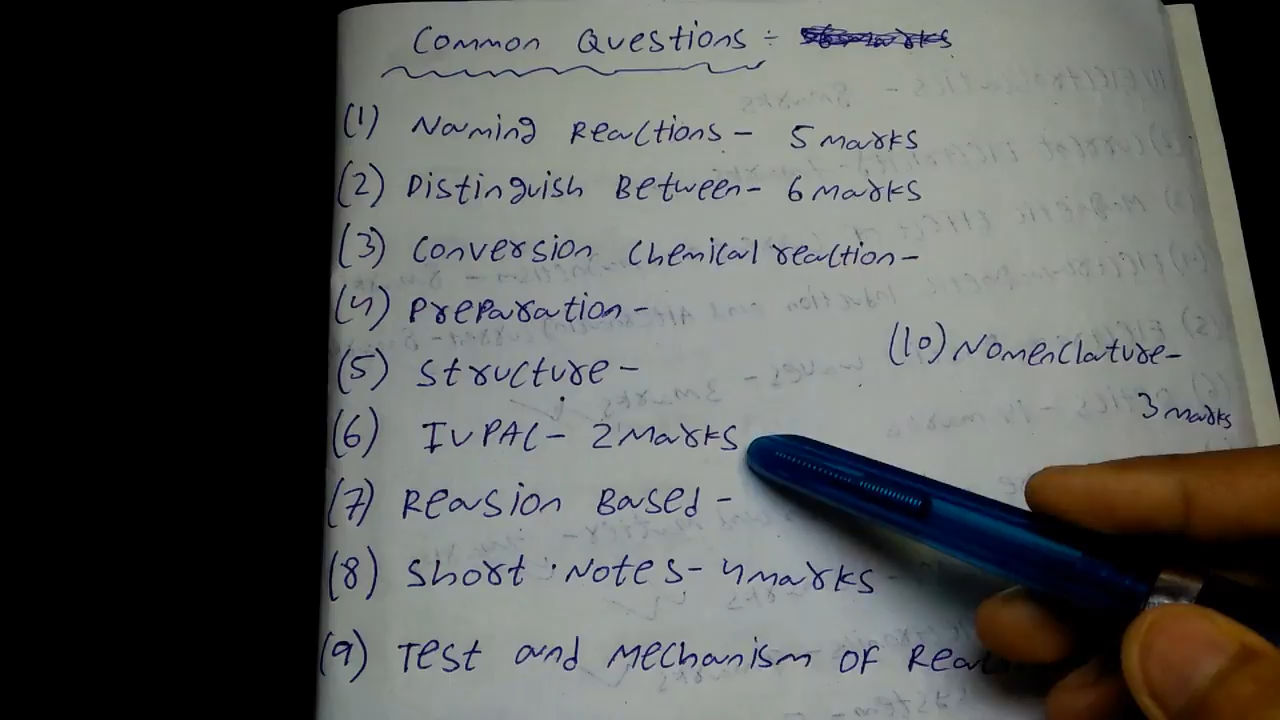 Common Questions :-
(1) Naming Reactions - 5 marks
(2) Distinguish Between - 6 marks
(3) Conversion Chemical reaction -
(4) Preparation -
(5) Structure -
(6) IUPAC - 2 Marks
(7) Reasion Based -
(8) Short Notes - 4 marks -
(9) Test and Mechanism of
(10) Nomenclature -
3 marks